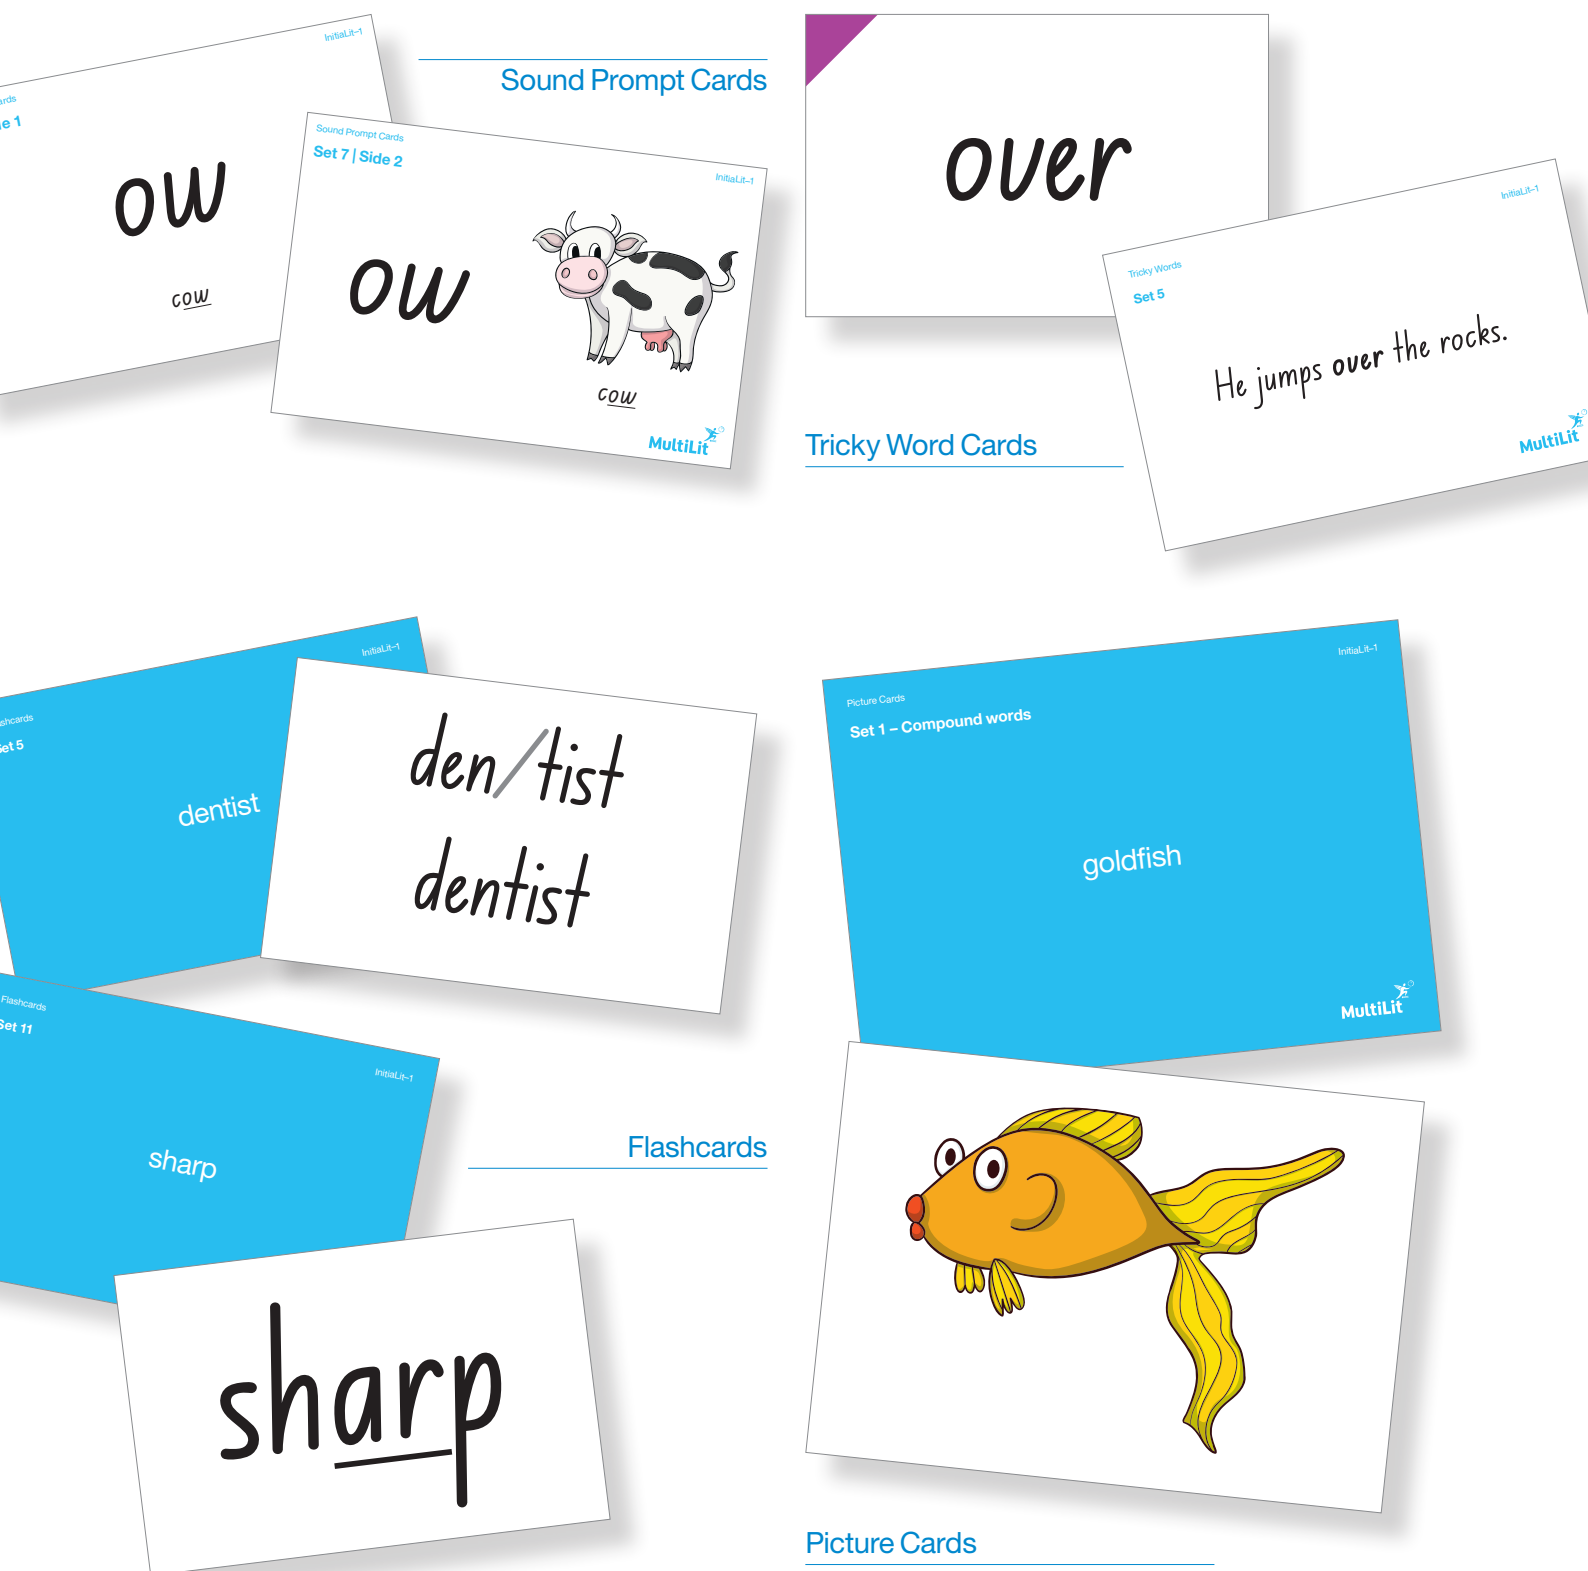 InitiaLit–1
e 1
ow
cow
Sound Prompt Cards
Sound Prompt Cards
Set 7 | Side 2
InitiaLit–1
ow
cow
MultiLit
over
InitiaLit–1
Tricky Words
Set 5
He jumps over the rocks.
MultiLit
Tricky Word Cards
InitiaLit–1
shcards
et 5
dentist
den/tist
dentist
Flashcards
Set 11
InitiaLit–1
sharp
Flashcards
sharp
InitiaLit–1
Picture Cards
Set 1 – Compound words
goldfish
MultiLit
Picture Cards